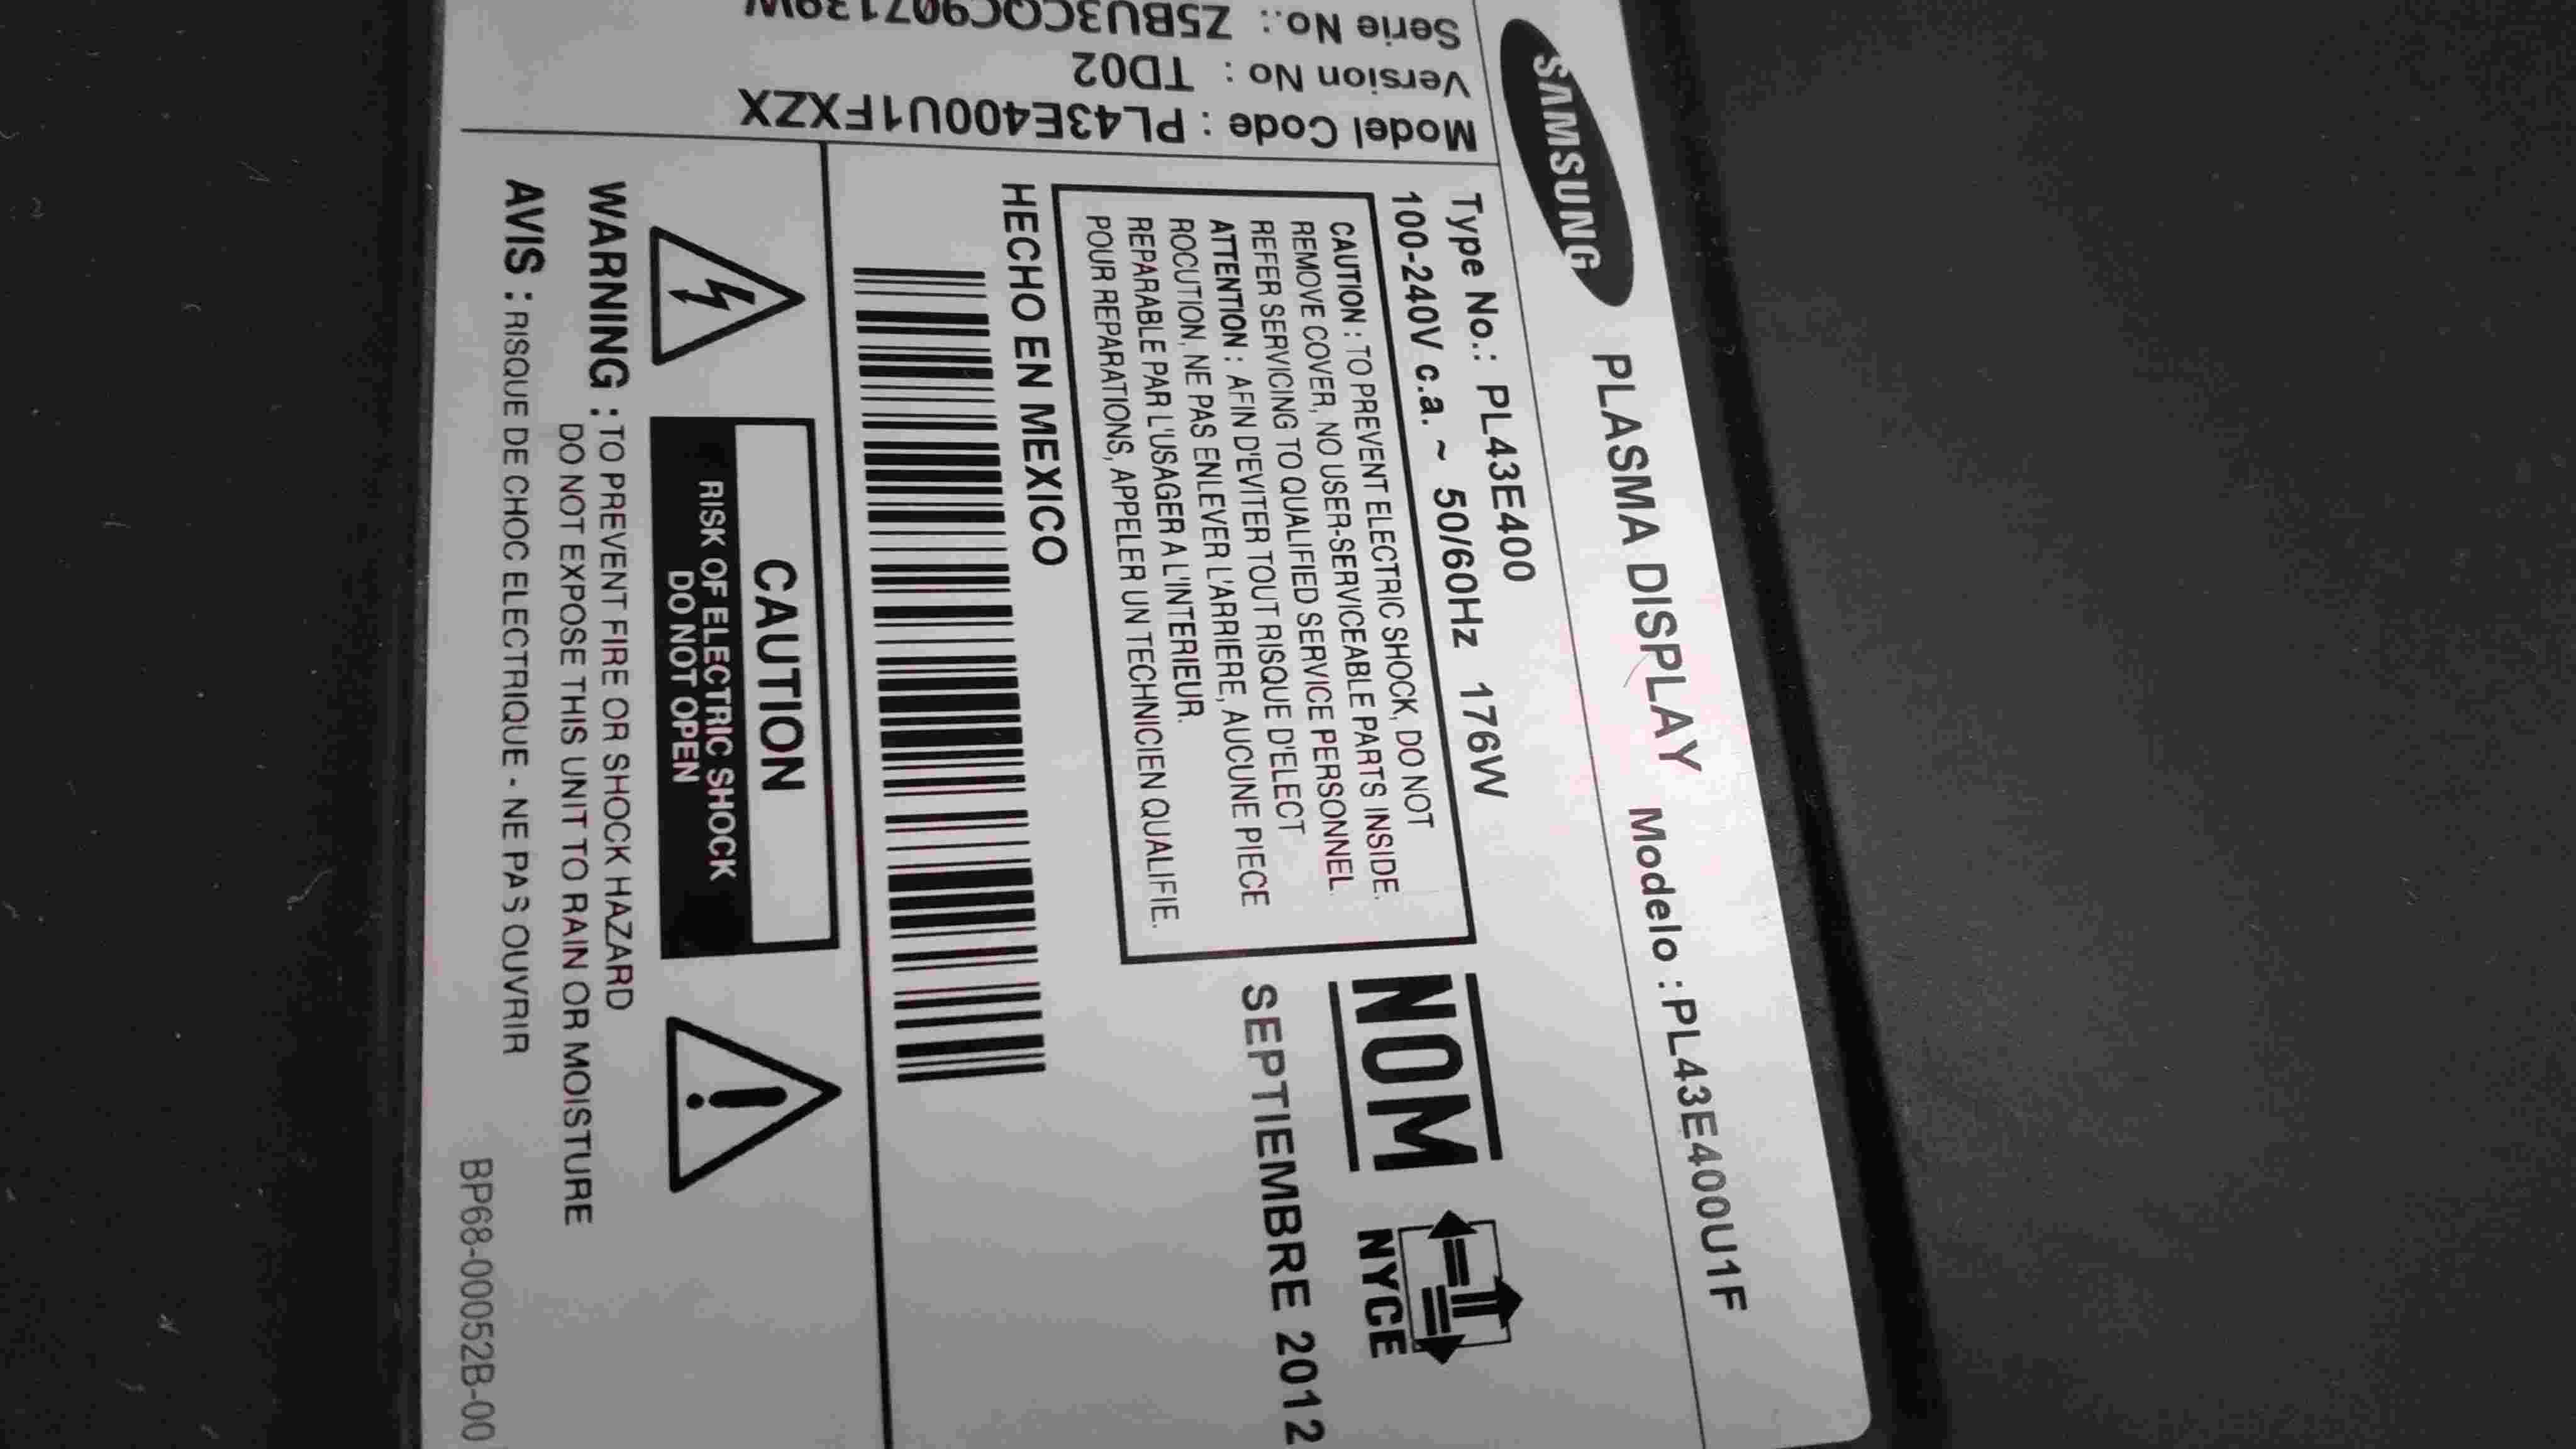 SAMSUNG
PLASMA DISPLAY Modelo : PL43E400U1F
Type No.: PL43E400
100-240V c.a. ~ 50/60Hz 176W
CAUTION : TO PREVENT ELECTRIC SHOCK, DO NOT
REMOVE COVER, NO USER-SERVICEABLE PARTS INSIDE.
REFER SERVICING TO QUALIFIED SERVICE PERSONNEL.
ATTENTION : AFIN D'EVITER TOUT RISQUE D'ELECT
ROCUTION, NE PAS ENLEVER L'ARRIERE, AUCUNE PIECE
REPARABLE PAR L'USAGER A L'INTERIEUR.
POUR REPARATIONS, APPELER UN TECHNICIEN QUALIFIE.
NOM
NYCE
SEPTIEMBRE 2012
HECHO EN MEXICO
CAUTION
RISK OF ELECTRIC SHOCK
DO NOT OPEN
WARNING : TO PREVENT FIRE OR SHOCK HAZARD
DO NOT EXPOSE THIS UNIT TO RAIN OR MOISTURE
AVIS : RISQUE DE CHOC ELECTRIQUE - NE PAS OUVRIR
BP68-00052B-00
Model Code : PL43E400U1FXZX
Version No : TD02
Serie No.: